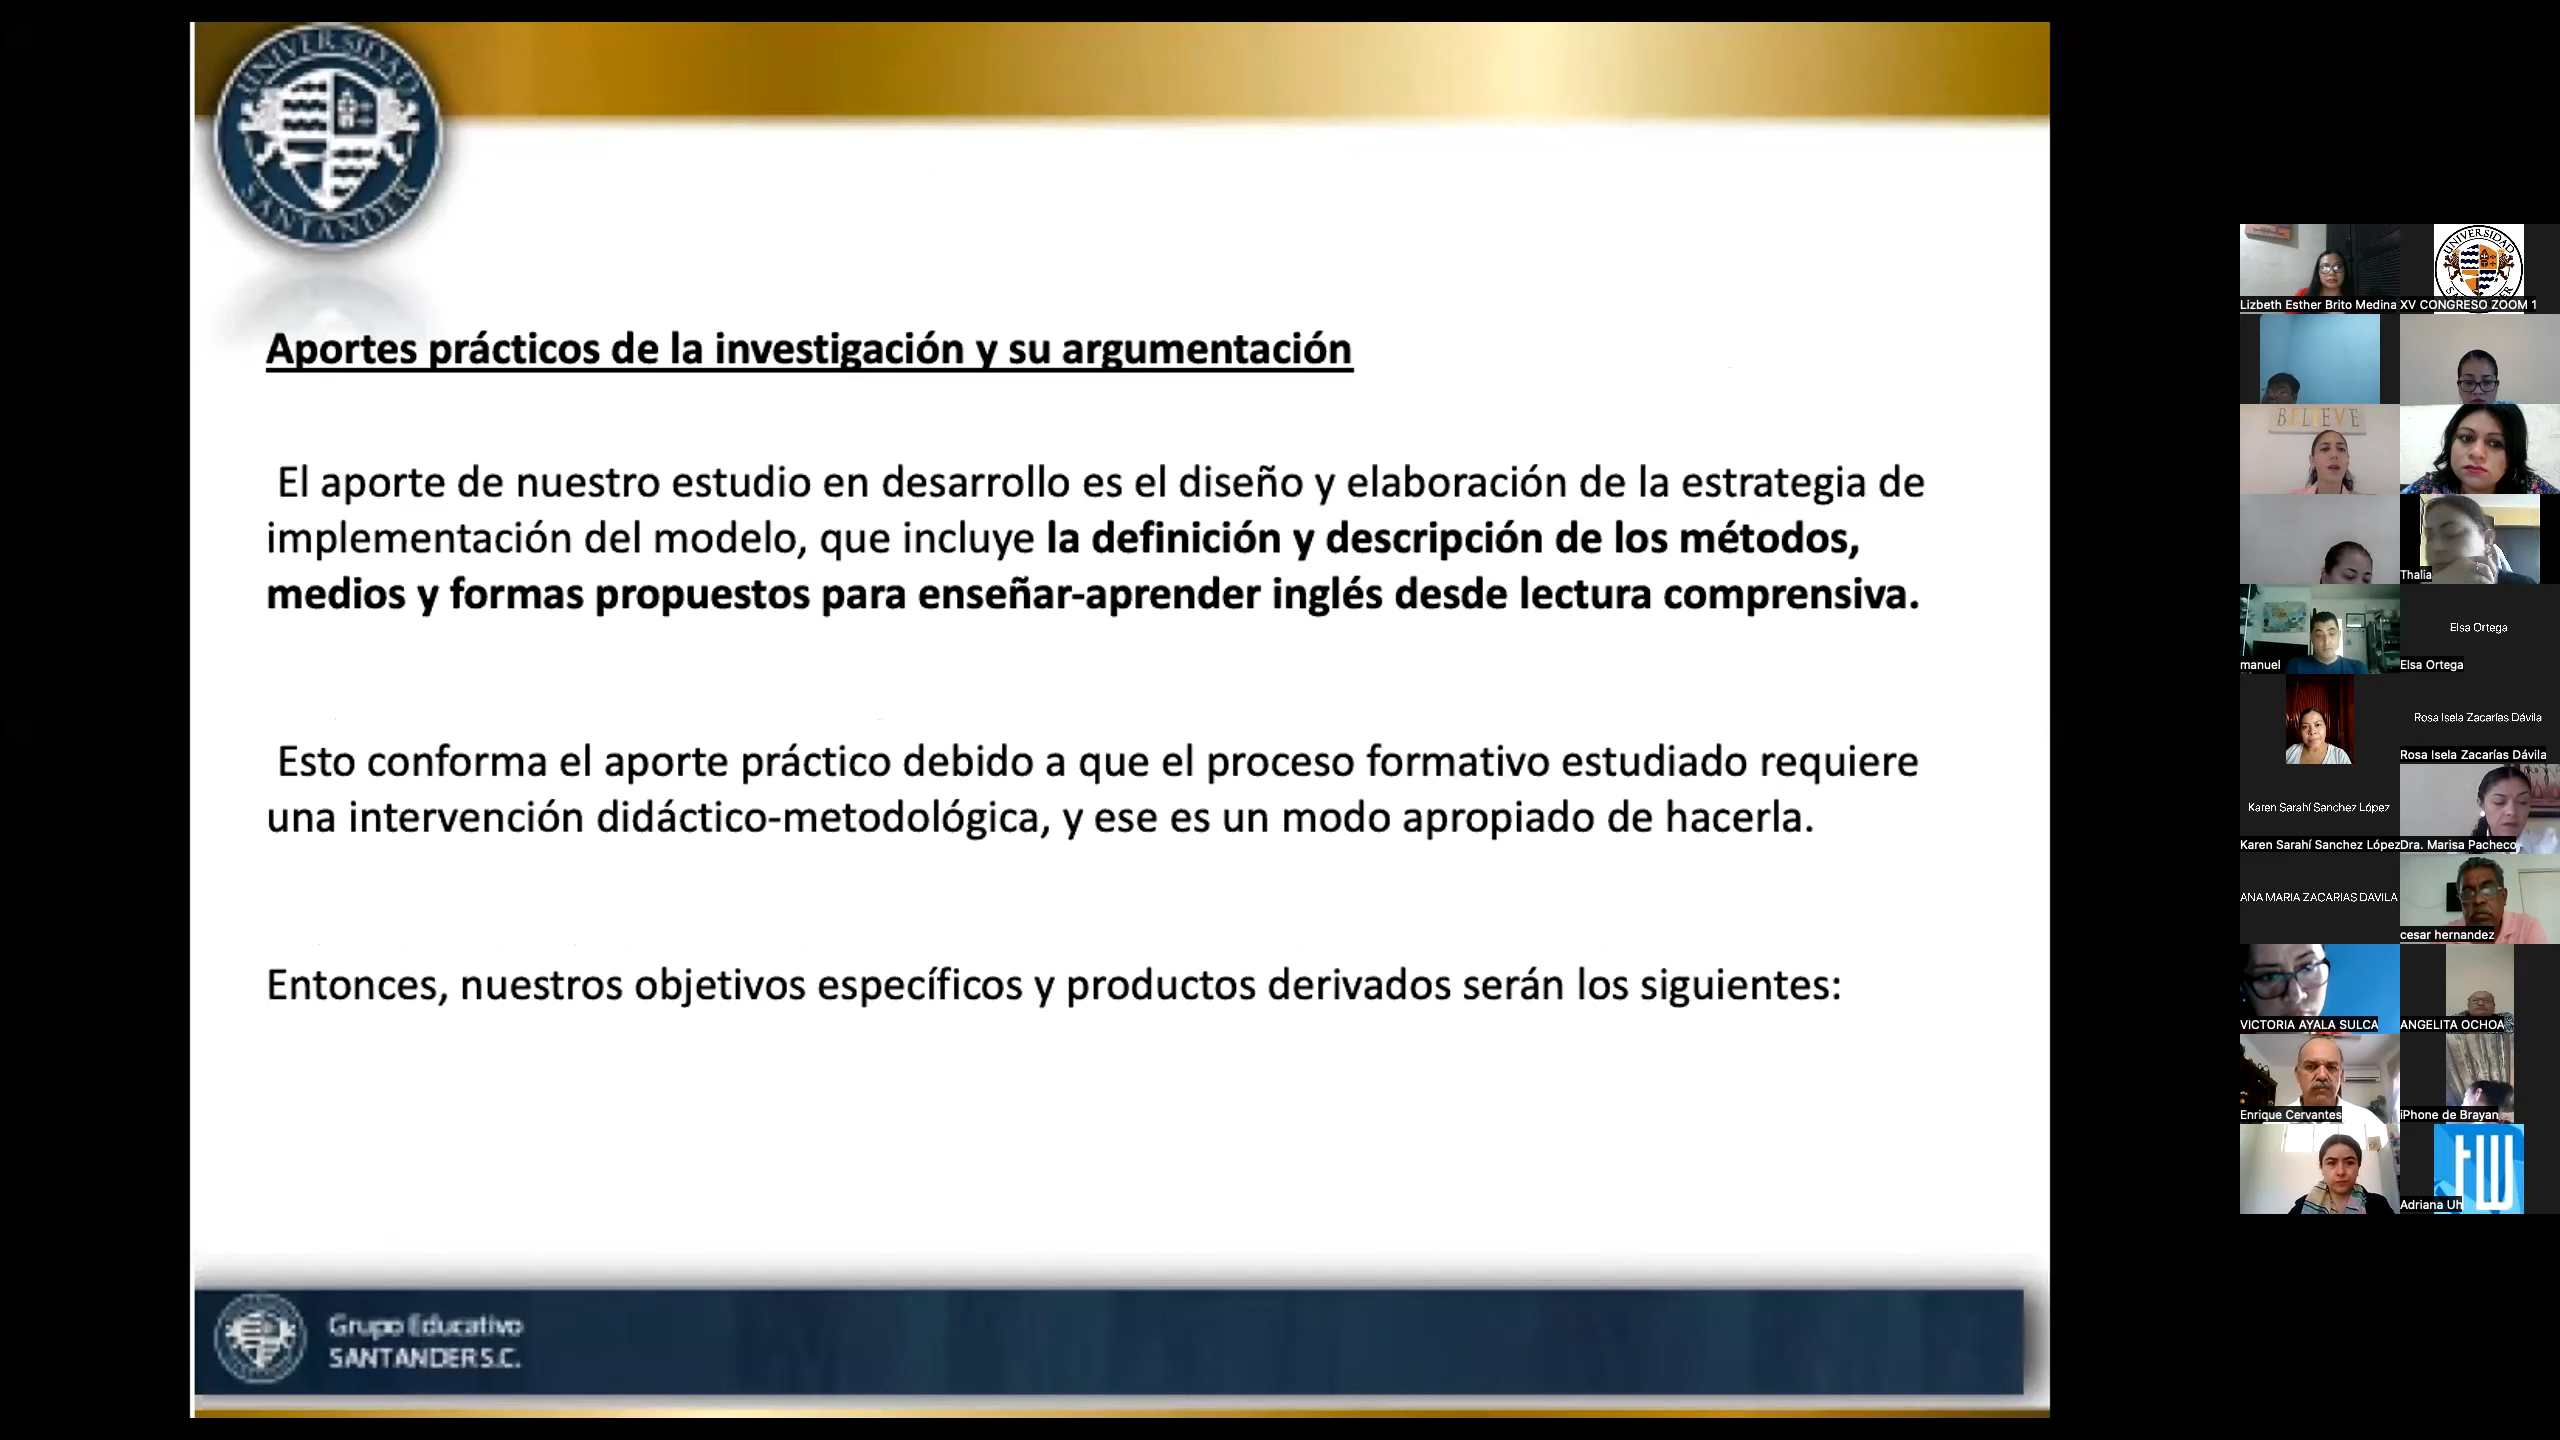 UNIVERSIDAD
SANTANDER
Aportes prácticos de la investigación y su argumentación
El aporte de nuestro estudio en desarrollo es el diseño y elaboración de la estrategia de
implementación del modelo, que incluye la definición y descripción de los métodos,
medios y formas propuestos para enseñar-aprender inglés desde lectura comprensiva.
Esto conforma el aporte práctico debido a que el proceso formativo estudiado requiere
una intervención didáctico-metodológica, y ese es un modo apropiado de hacerla.
Entonces, nuestros objetivos específicos y productos derivados serán los siguientes:
Grupo Educativo
SANTANDER S.C.
Lizbeth Esther Brito Medina
UNIVERSIDAD
XV CONGRESO ZOOM 1
BELIEVE
Thalia
manuel
Elsa Ortega
Elsa Ortega
Rosa Isela Zacarías Dávila
Rosa Isela Zacarías Dávila
Karen Sarahí Sanchez López
Karen Sarahí Sanchez López
Dra. Marisa Pacheco
ANA MARIA ZACARIAS DAVILA
cesar hernandez
VICTORIA AYALA SULCA
ANGELITA OCHOA
Enrique Cervantes
iPhone de Brayan
tw
Adriana Uh